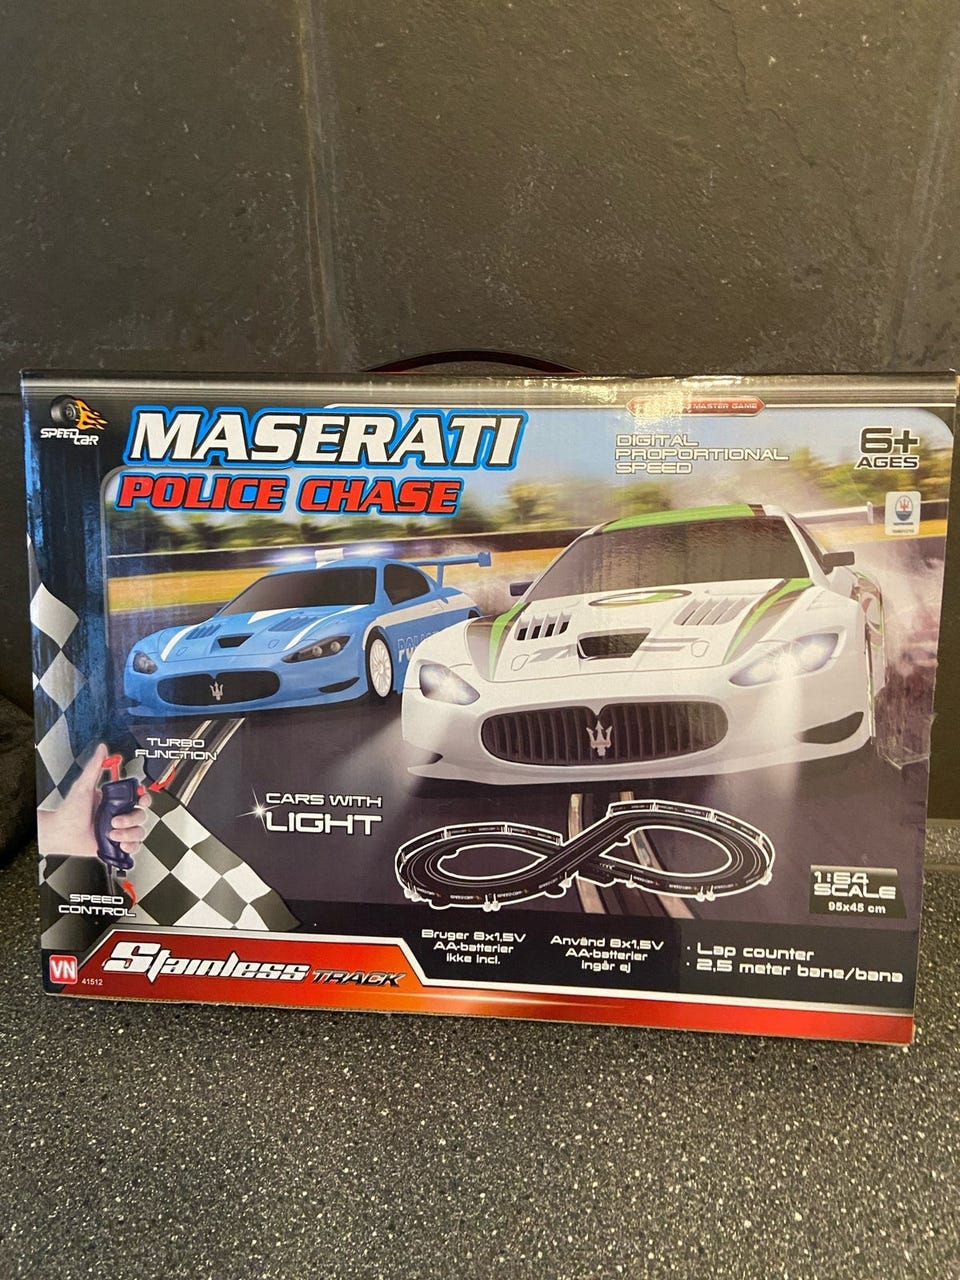 SPEED CAR
MASERATI
POLICE CHASE
MASTER GAME
DIGITAL
PROPORTIONAL
SPEED
6+
AGES
TURBO
FUNCTION
CARS WITH
LIGHT
SPEED
CONTROL
1:64
SCALE
95x45 cm
VN
41512
Stainless TRACK
Bruger 8x1,5V
AA-batterier
ikke incl.
Använd 8x1,5V
AA-batterier
ingår ej
· Lap counter
· 2,5 meter bane/bana